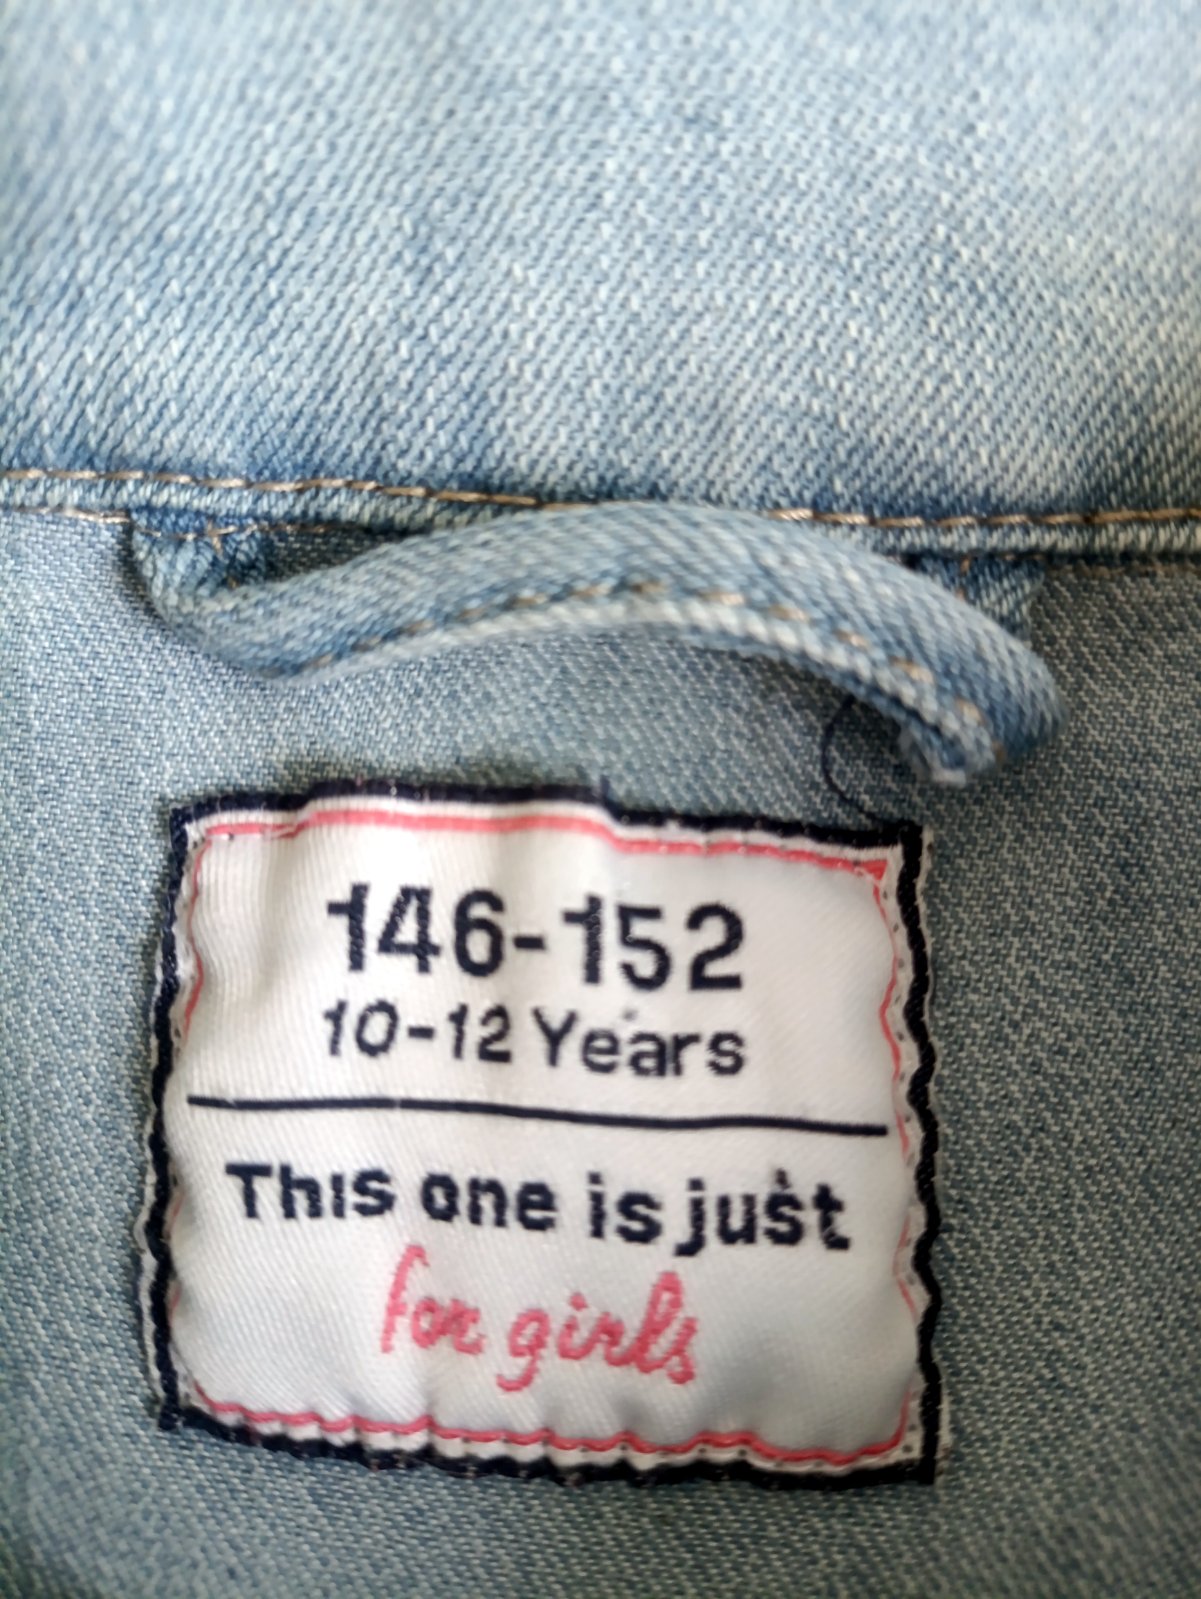 146-152
10-12 Years
This one is just
for girls